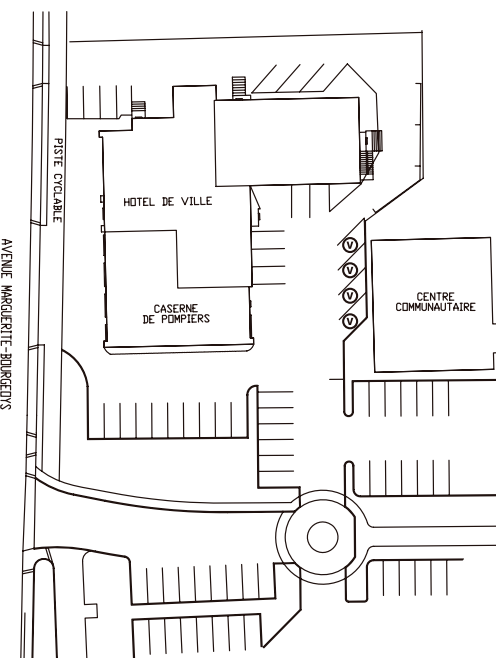 PISTE CYCLABLE
HOTEL DE VILLE
CASERNE
DE POMPIERS
CENTRE
COMMUNAUTAIRE
AVENUE MARGUERITE-BOURGEOYS
V
V
V
V